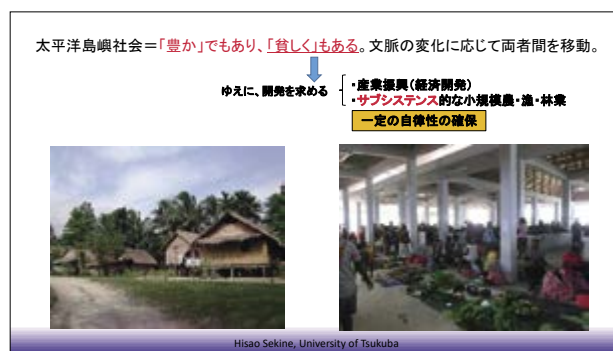 太平洋島嶼社会＝「豊か」でもあり、「貧しく」もある。文脈の変化に応じて両者間を移動。
ゆえに、開発を求める
・産業振興（経済開発）
・サブシステンス的な小規模農・漁・林業
一定の自律性の確保
Hisao Sekine, University of Tsukuba